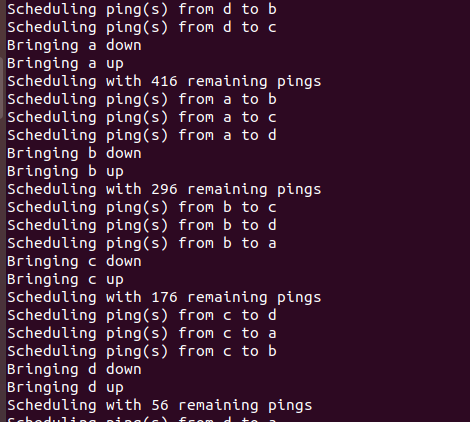 Scheduling ping(s) from d to b
Scheduling ping(s) from d to c
Bringing a down
Bringing a up
Scheduling with 416 remaining pings
Scheduling ping(s) from a to b
Scheduling ping(s) from a to c
Scheduling ping(s) from a to d
Bringing b down
Bringing b up
Scheduling with 296 remaining pings
Scheduling ping(s) from b to c
Scheduling ping(s) from b to d
Scheduling ping(s) from b to a
Bringing c down
Bringing c up
Scheduling with 176 remaining pings
Scheduling ping(s) from c to d
Scheduling ping(s) from c to a
Scheduling ping(s) from c to b
Bringing d down
Bringing d up
Scheduling with 56 remaining pings
Scheduling ping(s) from d to a